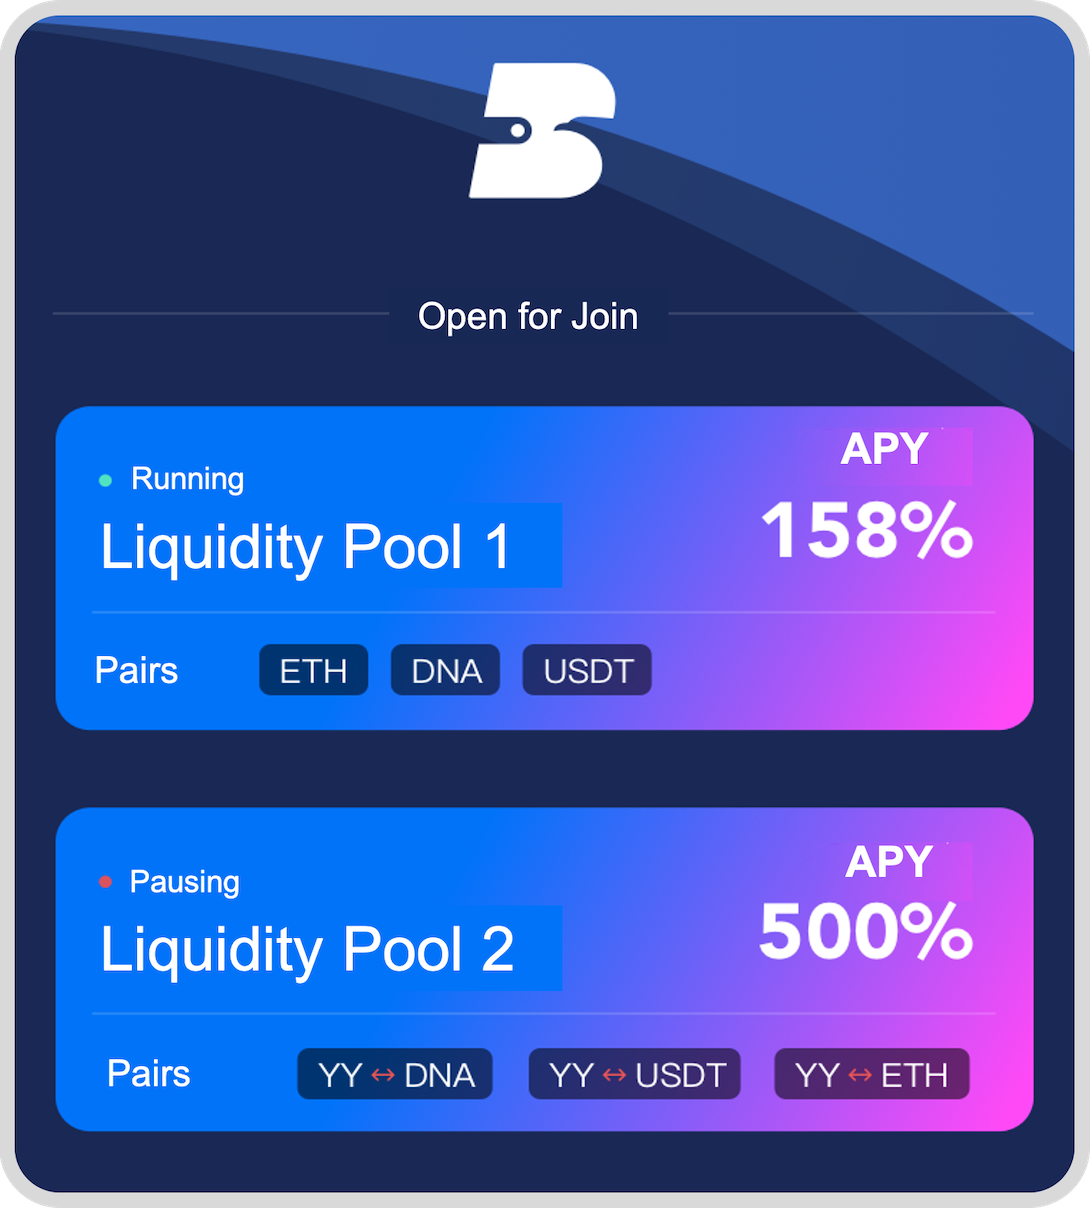 Open for Join
Running
APY
Liquidity Pool 1
158%
Pairs ETH DNA USDT
Pausing
APY
Liquidity Pool 2
500%
Pairs YY ↔ DNA YY ↔ USDT YY ↔ ETH